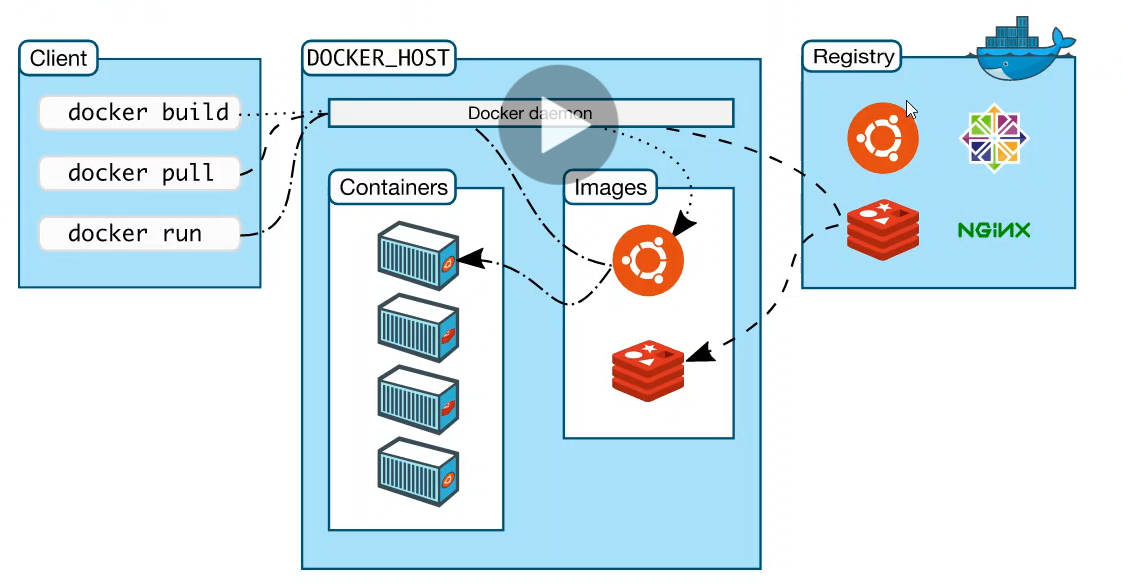 Client
docker build
docker pull
docker run
DOCKER_HOST
Docker daemon
Containers
Images
Registry
NGINX